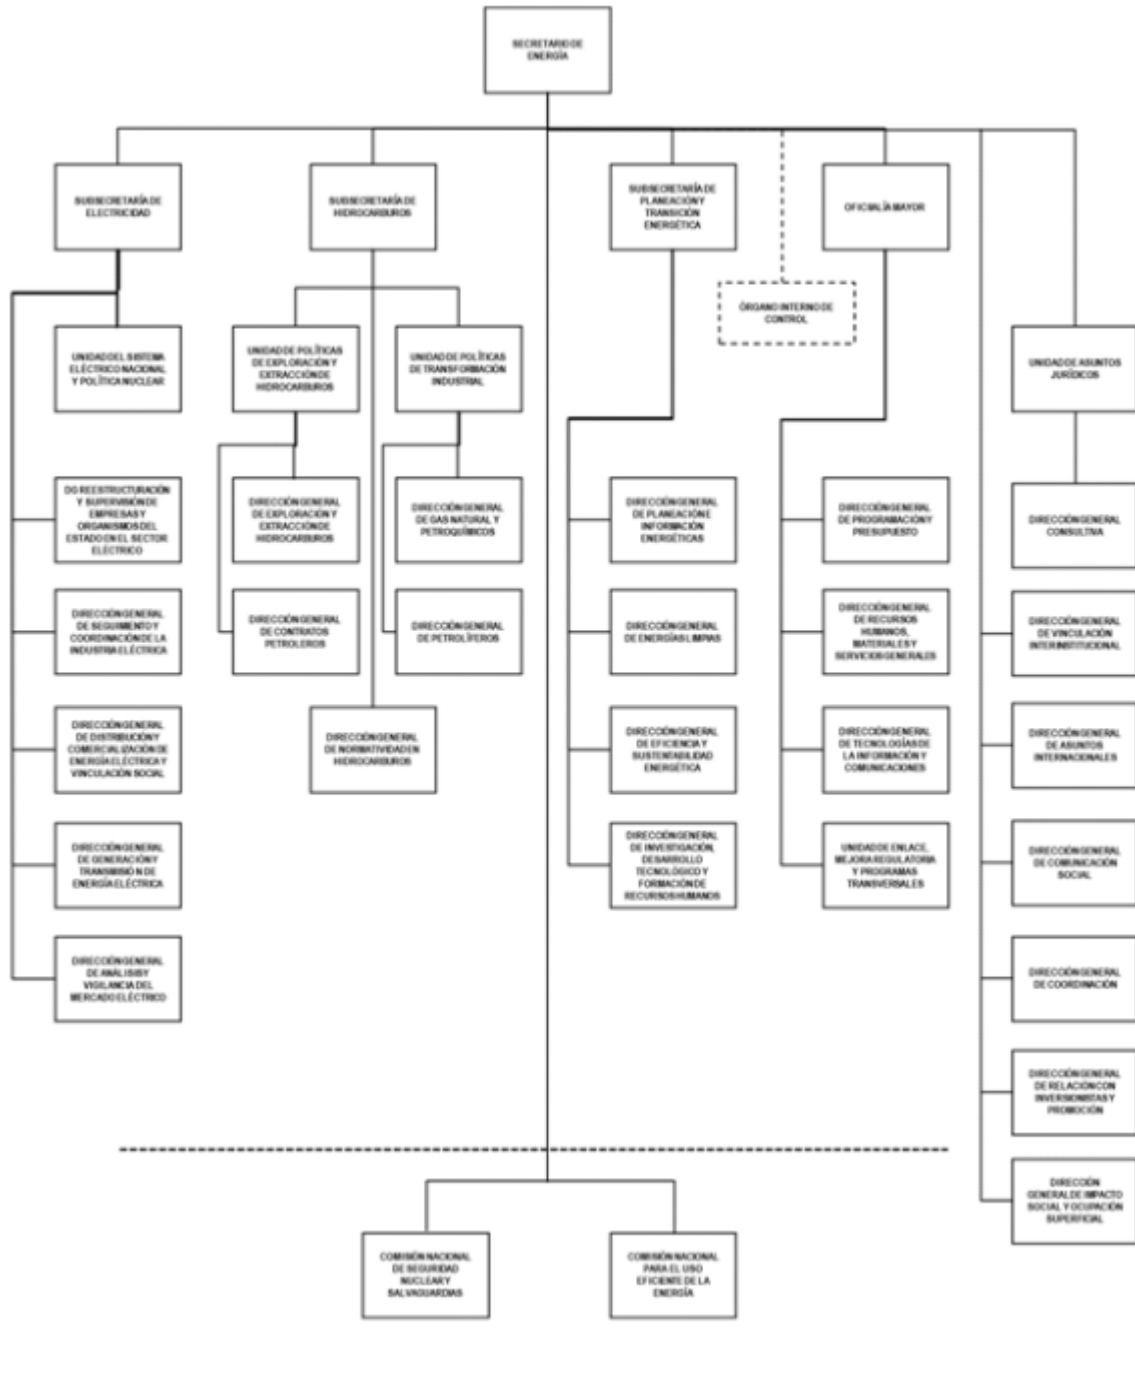 SECRETARIO DE
ENERGÍA
SUBSECRETARÍA DE
ELECTRICIDAD
SUBSECRETARÍA DE
HIDROCARBUROS
SUBSECRETARÍA DE
PLANEACIÓN Y
TRANSICIÓN
ENERGÉTICA
OFICIALÍA MAYOR
ÓRGANO INTERNO DE
CONTROL
UNIDAD DEL SISTEMA
ELÉCTRICO NACIONAL
Y POLÍTICA NUCLEAR
UNIDAD DE POLÍTICAS
DE EXPLORACIÓN Y
EXTRACCIÓN DE
HIDROCARBUROS
UNIDAD DE POLÍTICAS
DE TRANSFORMACIÓN
INDUSTRIAL
UNIDAD DE ASUNTOS
JURÍDICOS
DG REESTRUCTURACIÓN
Y SUPERVISIÓN DE
EMPRESAS Y
ORGANISMOS DEL
ESTADO EN EL SECTOR
ELÉCTRICO
DIRECCIÓN GENERAL
DE EXPLORACIÓN Y
EXTRACCIÓN DE
HIDROCARBUROS
DIRECCIÓN GENERAL
DE GAS NATURAL Y
PETROQUÍMICOS
DIRECCIÓN GENERAL
DE PLANEACIÓN E
INFORMACIÓN
ENERGÉTICAS
DIRECCIÓN GENERAL
DE PROGRAMACIÓN Y
PRESUPUESTO
DIRECCIÓN GENERAL
CONSULTIVA
DIRECCIÓN GENERAL
DE SEGUIMIENTO Y
COORDINACIÓN DE LA
INDUSTRIA ELÉCTRICA
DIRECCIÓN GENERAL
DE CONTRATOS
PETROLEROS
DIRECCIÓN GENERAL
DE PETROLÍFEROS
DIRECCIÓN GENERAL
DE ENERGÍAS LIMPIAS
DIRECCIÓN GENERAL
DE RECURSOS
HUMANOS,
MATERIALES Y
SERVICIOS GENERALES
DIRECCIÓN GENERAL
DE VINCULACIÓN
INTERINSTITUCIONAL
DIRECCIÓN GENERAL
DE DISTRIBUCIÓN Y
COMERCIALIZACIÓN DE
ENERGÍA ELÉCTRICA Y
VINCULACIÓN SOCIAL
DIRECCIÓN GENERAL
DE NORMATIVIDAD EN
HIDROCARBUROS
DIRECCIÓN GENERAL
DE EFICIENCIA Y
SUSTENTABILIDAD
ENERGÉTICA
DIRECCIÓN GENERAL
DE TECNOLOGÍAS DE
LA INFORMACIÓN Y
COMUNICACIONES
DIRECCIÓN GENERAL
DE ASUNTOS
INTERNACIONALES
DIRECCIÓN GENERAL
DE GENERACIÓN Y
TRANSMISIÓN DE
ENERGÍA ELÉCTRICA
DIRECCIÓN GENERAL
DE INVESTIGACIÓN,
DESARROLLO
TECNOLÓGICO Y
FORMACIÓN DE
RECURSOS HUMANOS
UNIDAD DE ENLACE,
MEJORA REGULATORIA
Y PROGRAMAS
TRANSVERSALES
DIRECCIÓN GENERAL
DE COMUNICACIÓN
SOCIAL
DIRECCIÓN GENERAL
DE ANÁLISIS Y
VIGILANCIA DEL
MERCADO ELÉCTRICO
DIRECCIÓN GENERAL
DE COORDINACIÓN
DIRECCIÓN GENERAL
DE RELACIÓN CON
INVERSIONISTAS Y
PROMOCIÓN
DIRECCIÓN
GENERAL DE IMPACTO
SOCIAL Y OCUPACIÓN
SUPERFICIAL
COMISIÓN NACIONAL
DE SEGURIDAD
NUCLEAR Y
SALVAGUARDIAS
COMISIÓN NACIONAL
PARA EL USO
EFICIENTE DE LA
ENERGÍA